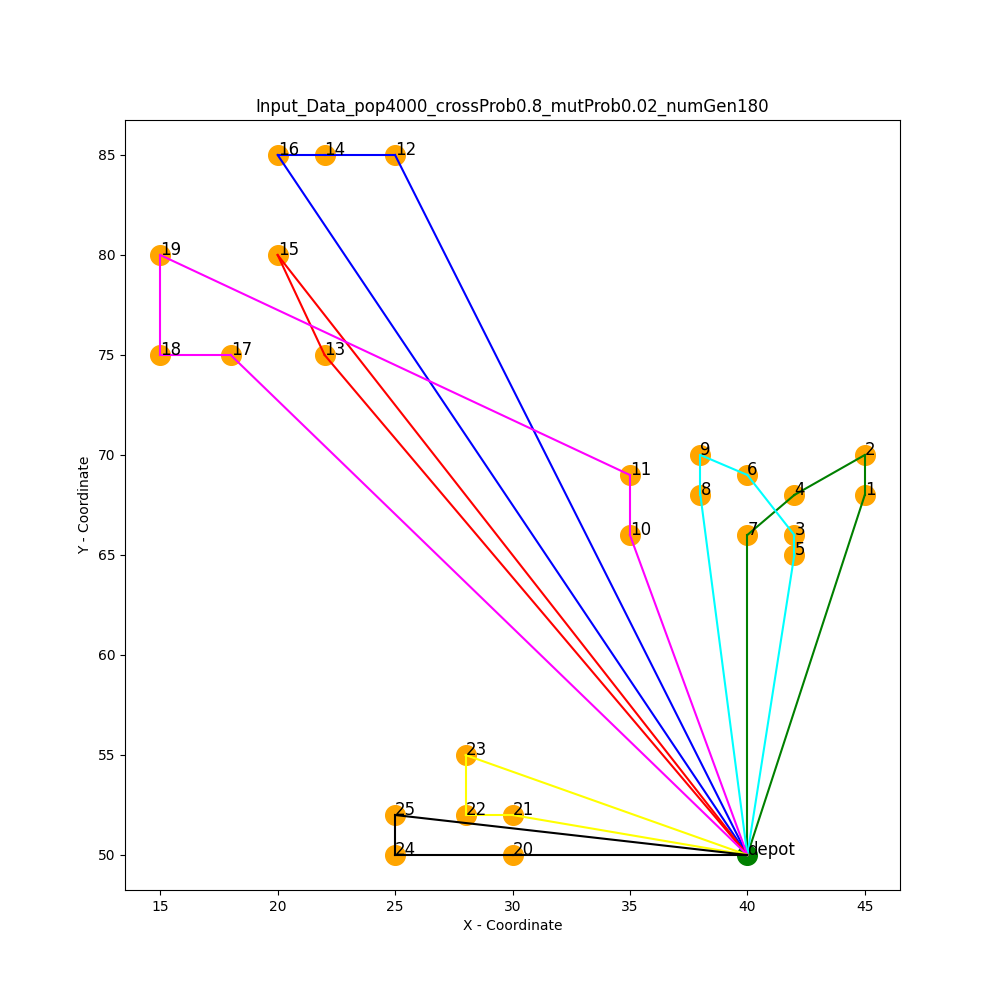 Input_Data_pop4000_crossProb0.8_mutProb0.02_numGen180
Y - Coordinate
85
80
75
70
65
60
55
50
16 14 12
19 15
18 17 13
9 2
11 6
8 4 1
10 7 3
5
23
25 22 21
24 20 depot
15 20 25 30 35 40 45
X - Coordinate